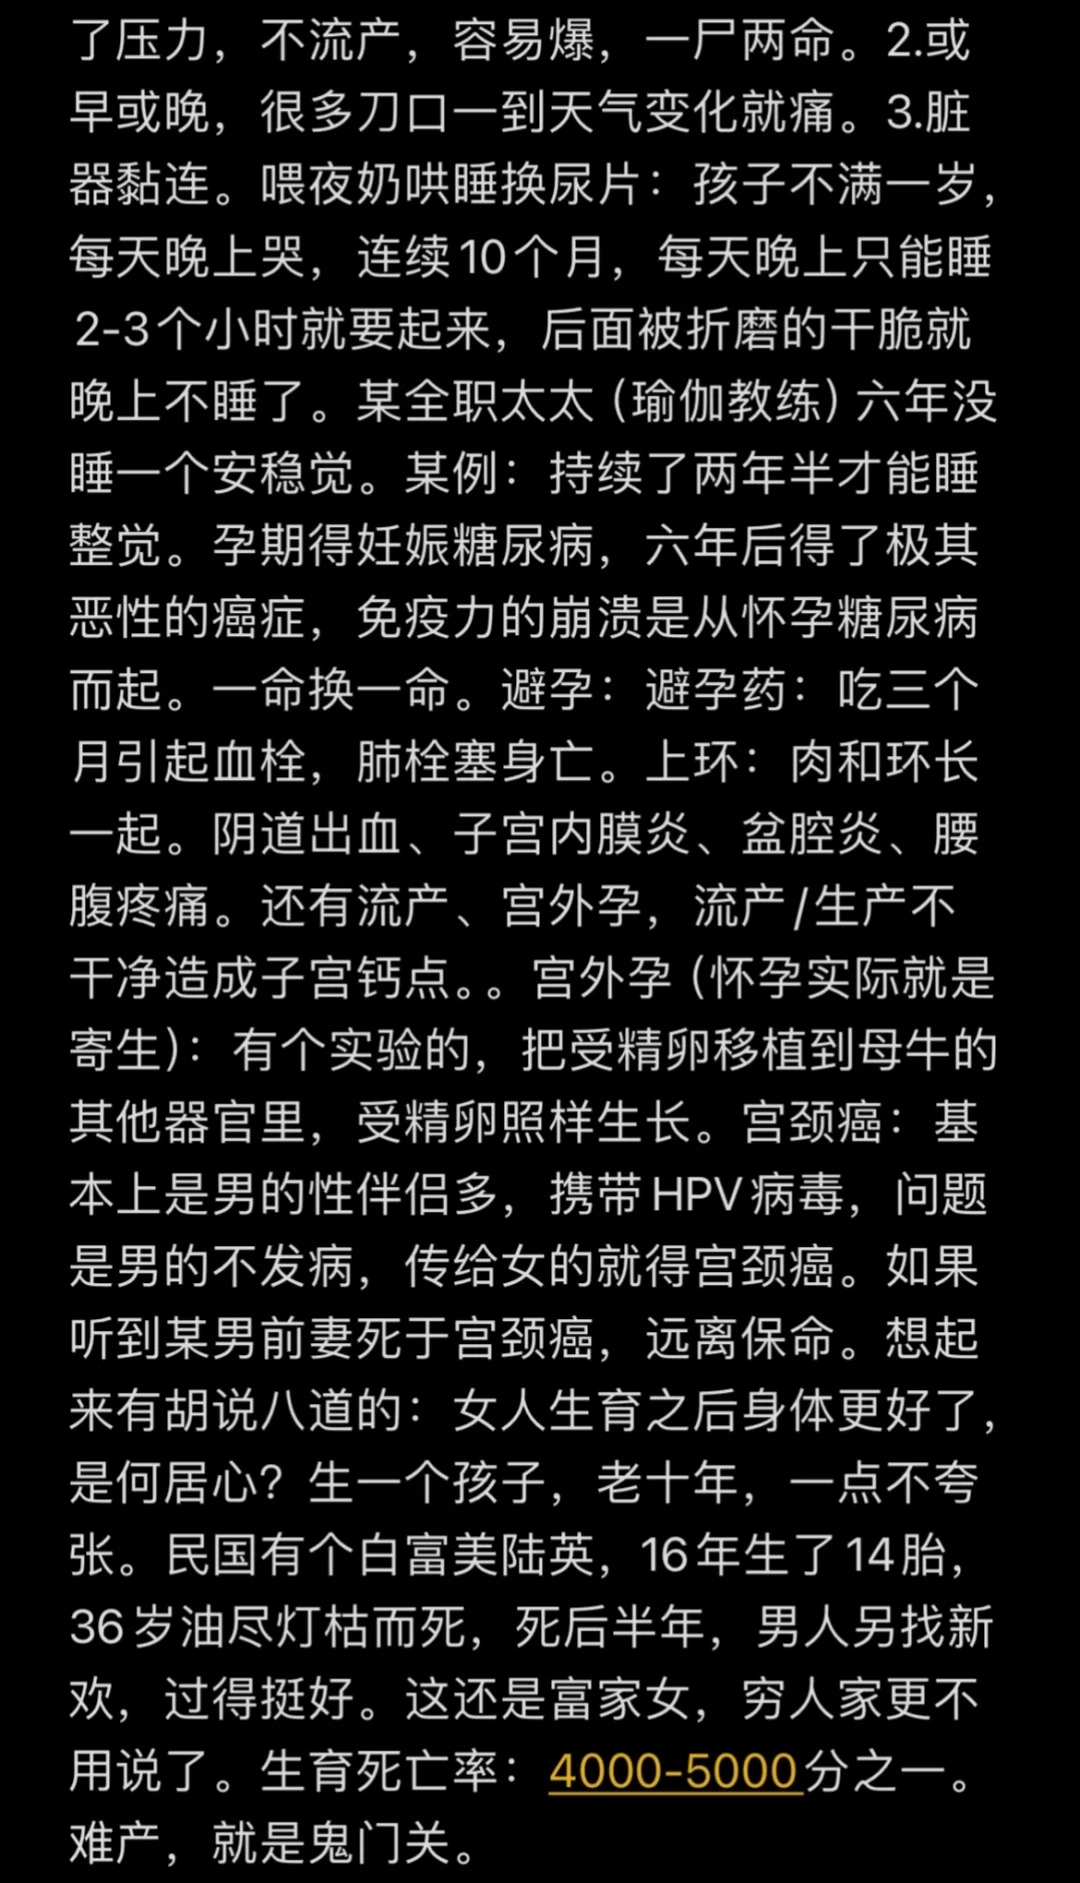 了压力，不流产，容易爆，一尸两命。2.或
早或晚，很多刀口一到天气变化就痛。3.脏
器黏连。喂夜奶哄睡换尿片：孩子不满一岁，
每天晚上哭，连续10个月，每天晚上只能睡
2-3个小时就要起来，后面被折磨的干脆就
晚上不睡了。某全职太太（瑜伽教练）六年没
睡一个安稳觉。某例：持续了两年半才能睡
整觉。孕期得妊娠糖尿病，六年后得了极其
恶性的癌症，免疫力的崩溃是从怀孕糖尿病
而起。一命换一命。避孕：避孕药：吃三个
月引起血栓，肺栓塞身亡。上环：肉和环长
一起。阴道出血、子宫内膜炎、盆腔炎、腰
腹疼痛。还有流产、宫外孕，流产/生产不
干净造成子宫钙点。。宫外孕（怀孕实际就是
寄生）：有个实验的，把受精卵移植到母牛的
其他器官里，受精卵照样生长。宫颈癌：基
本上是男的性伴侣多，携带HPV病毒，问题
是男的不发病，传给女的就得宫颈癌。如果
听到某男前妻死于宫颈癌，远离保命。想起
来有胡说八道的：女人生育之后身体更好了，
是何居心？生一个孩子，老十年，一点不夸
张。民国有个白富美陆英，16年生了14胎，
36岁油尽灯枯而死，死后半年，男人另找新
欢，过得挺好。这还是富家女，穷人家更不
用说了。生育死亡率：4000-5000分之一。
难产，就是鬼门关。